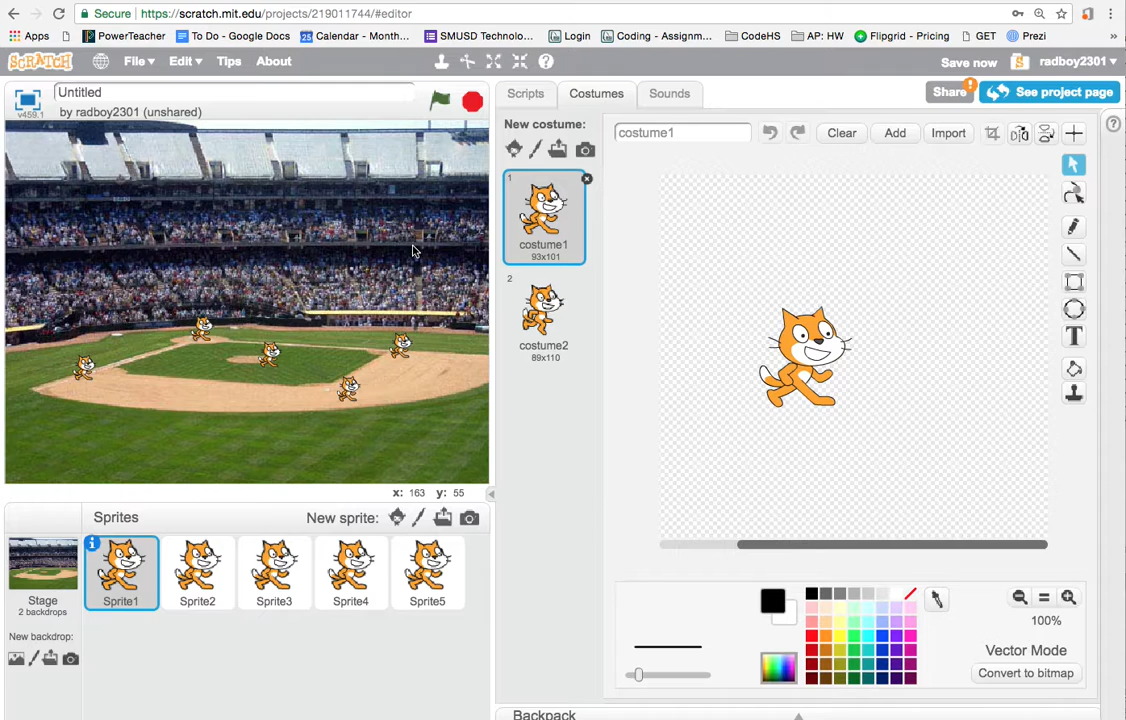 Secure https://scratch.mit.edu/projects/219011744/#editor
Apps PowerTeacher To Do - Google Docs Calendar - Month... SMUSD Technolo... Login Coding - Assignm... CodeHS AP: HW Flipgrid - Pricing GET Prezi
SCRATCH File Edit Tips About Save now radboy2301
Untitled
by radboy2301 (unshared)
v459.1
Scripts Costumes Sounds Share See project page
New costume:
costume1 Clear Add Import
1
costume1
93x101
2
costume2
89x110
x: 163 y: 55
Sprites New sprite:
Stage
2 backdrops
New backdrop:
Sprite1 Sprite2 Sprite3 Sprite4 Sprite5
100%
Vector Mode
Convert to bitmap
Backpack